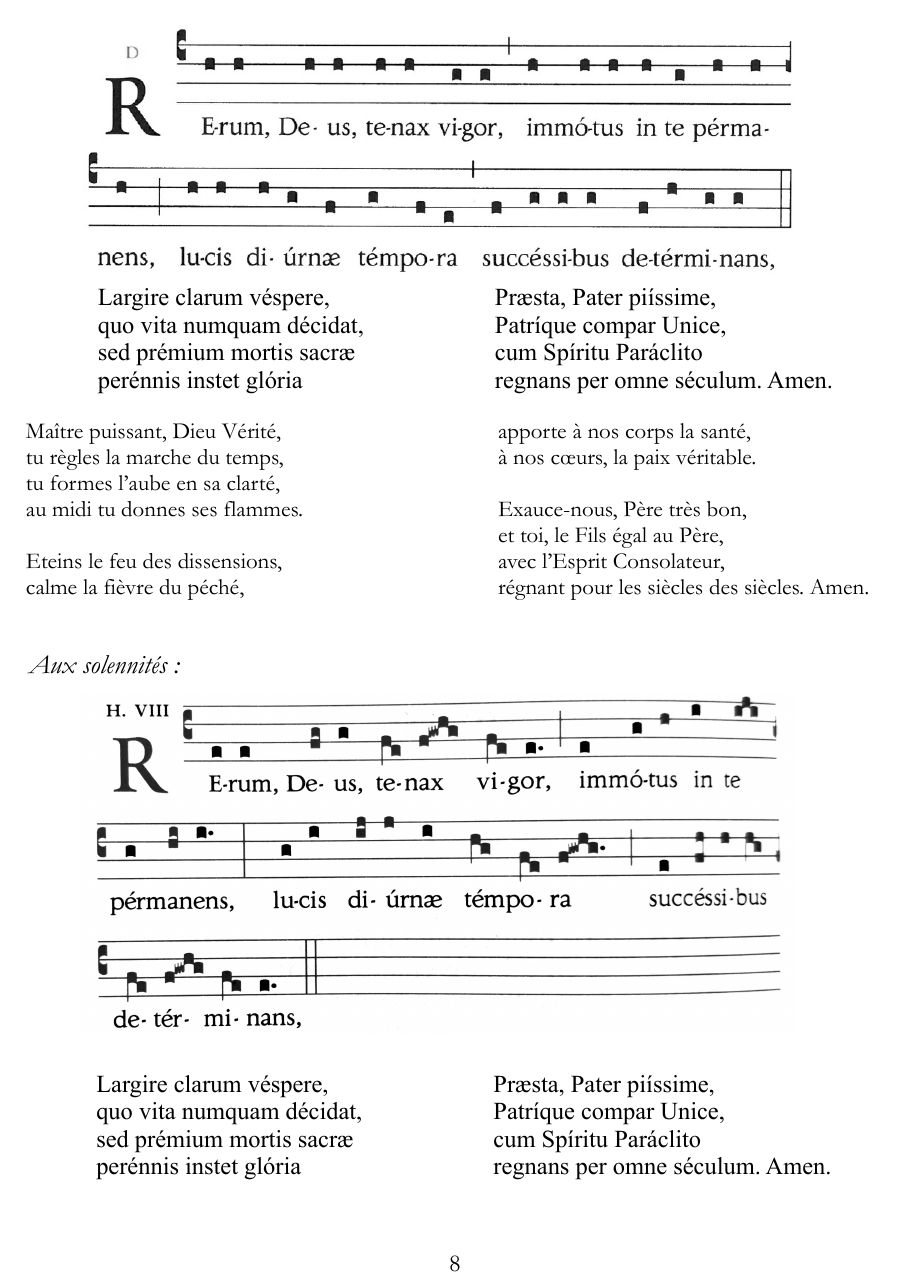 D
RE-rum, De- us, te-nax vi-gor, immó-tus in te pérma-
nens, lu-cis di- úrnæ témpo-ra succéssi-bus de-térmi-nans,
Largire clarum véspere,
quo vita numquam décidat,
sed prémium mortis sacræ
perénnis instet glória
Præsta, Pater piíssime,
Patríque compar Unice,
cum Spíritu Paráclito
regnans per omne séculum. Amen.
Maître puissant, Dieu Vérité,
tu règles la marche du temps,
tu formes l’aube en sa clarté,
au midi tu donnes ses flammes.
Eteins le feu des dissensions,
calme la fièvre du péché,
apporte à nos corps la santé,
à nos cœurs, la paix véritable.
Exauce-nous, Père très bon,
et toi, le Fils égal au Père,
avec l’Esprit Consolateur,
régnant pour les siècles des siècles. Amen.
Aux solennités :
H. VIII
RE-rum, De- us, te-nax vi-gor, immó-tus in te
pérmanens, lu-cis di- úrnæ témpo- ra succéssi-bus
de- tér- mi- nans,
Largire clarum véspere,
quo vita numquam décidat,
sed prémium mortis sacræ
perénnis instet glória
Præsta, Pater piíssime,
Patríque compar Unice,
cum Spíritu Paráclito
regnans per omne séculum. Amen.
8